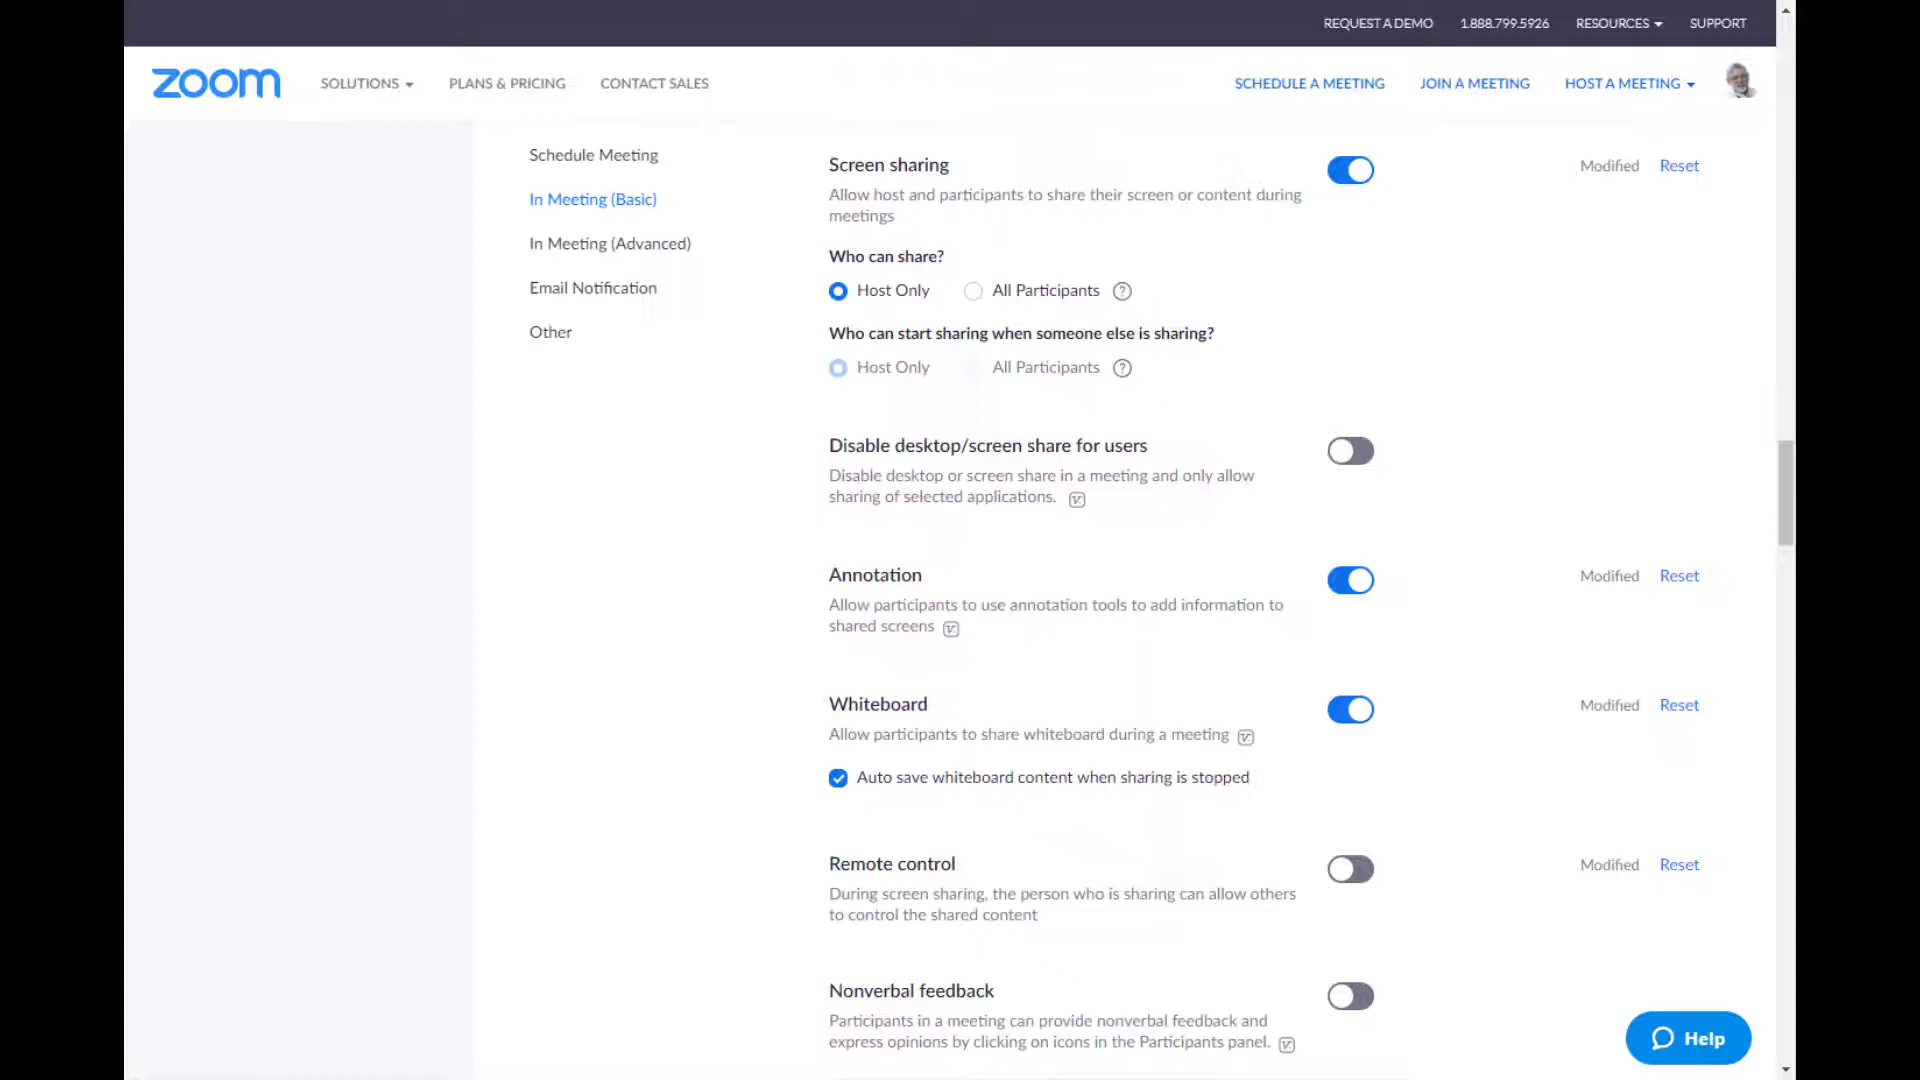 REQUEST A DEMO 1.888.799.5926 RESOURCES SUPPORT
zoom SOLUTIONS PLANS & PRICING CONTACT SALES SCHEDULE A MEETING JOIN A MEETING HOST A MEETING
Schedule Meeting
In Meeting (Basic)
In Meeting (Advanced)
Email Notification
Other
Screen sharing Modified Reset
Allow host and participants to share their screen or content during
meetings
Who can share?
Host Only All Participants ?
Who can start sharing when someone else is sharing?
Host Only All Participants ?
Disable desktop/screen share for users
Disable desktop or screen share in a meeting and only allow
sharing of selected applications.
Annotation Modified Reset
Allow participants to use annotation tools to add information to
shared screens
Whiteboard Modified Reset
Allow participants to share whiteboard during a meeting
Auto save whiteboard content when sharing is stopped
Remote control Modified Reset
During screen sharing, the person who is sharing can allow others
to control the shared content
Nonverbal feedback
Participants in a meeting can provide nonverbal feedback and
express opinions by clicking on icons in the Participants panel.
Help